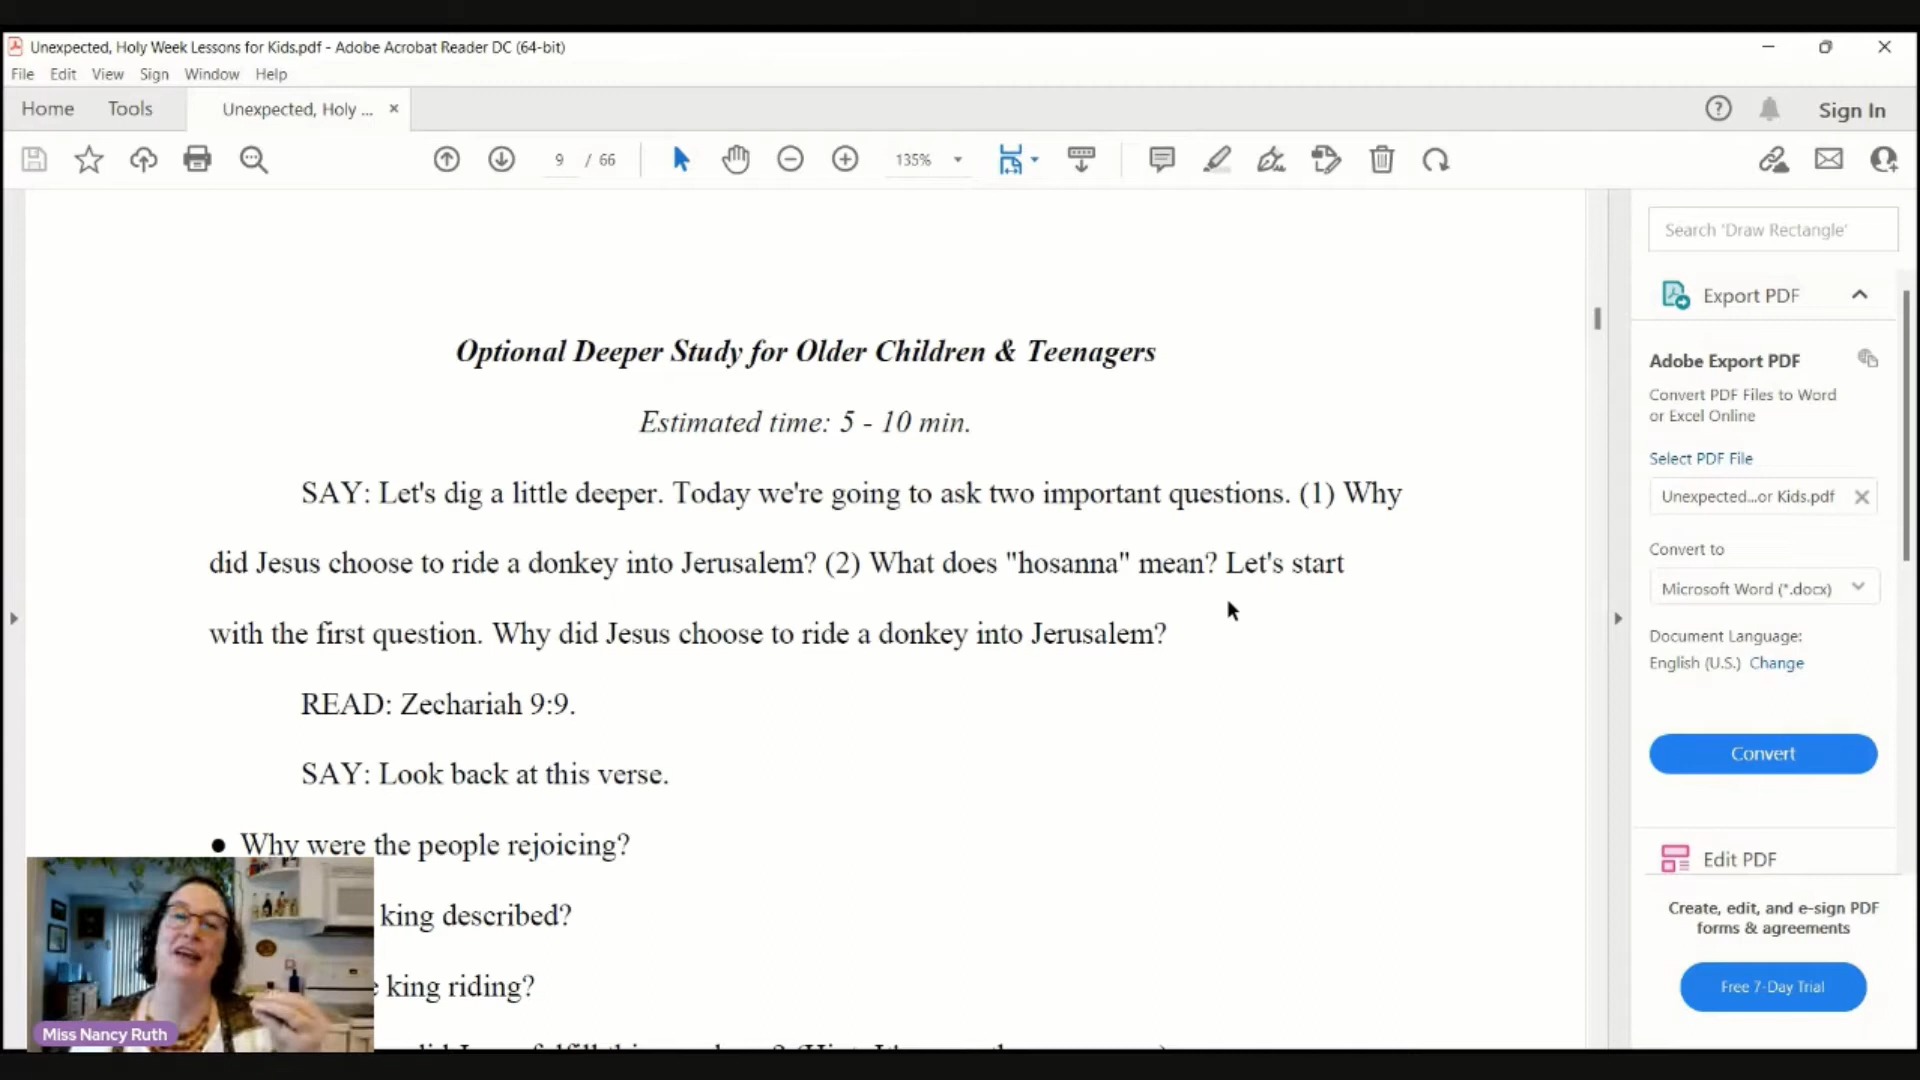 Unexpected, Holy Week Lessons for Kids.pdf - Adobe Acrobat Reader DC (64-bit)
File Edit View Sign Window Help
Home Tools Unexpected, Holy ... × Sign In
9 / 66 135%
Search 'Draw Rectangle'
Export PDF
Adobe Export PDF
Convert PDF Files to Word
or Excel Online
Select PDF File
Unexpected...or Kids.pdf
Convert to
Microsoft Word (*.docx)
Document Language:
English (U.S.) Change
Convert
Edit PDF
Create, edit, and e-sign PDF
forms & agreements
Free 7-Day Trial
Optional Deeper Study for Older Children & Teenagers
Estimated time: 5 - 10 min.
SAY: Let's dig a little deeper. Today we're going to ask two important questions. (1) Why
did Jesus choose to ride a donkey into Jerusalem? (2) What does "hosanna" mean? Let's start
with the first question. Why did Jesus choose to ride a donkey into Jerusalem?
READ: Zechariah 9:9.
SAY: Look back at this verse.
● Why were the people rejoicing?
king described?
king riding?
Miss Nancy Ruth